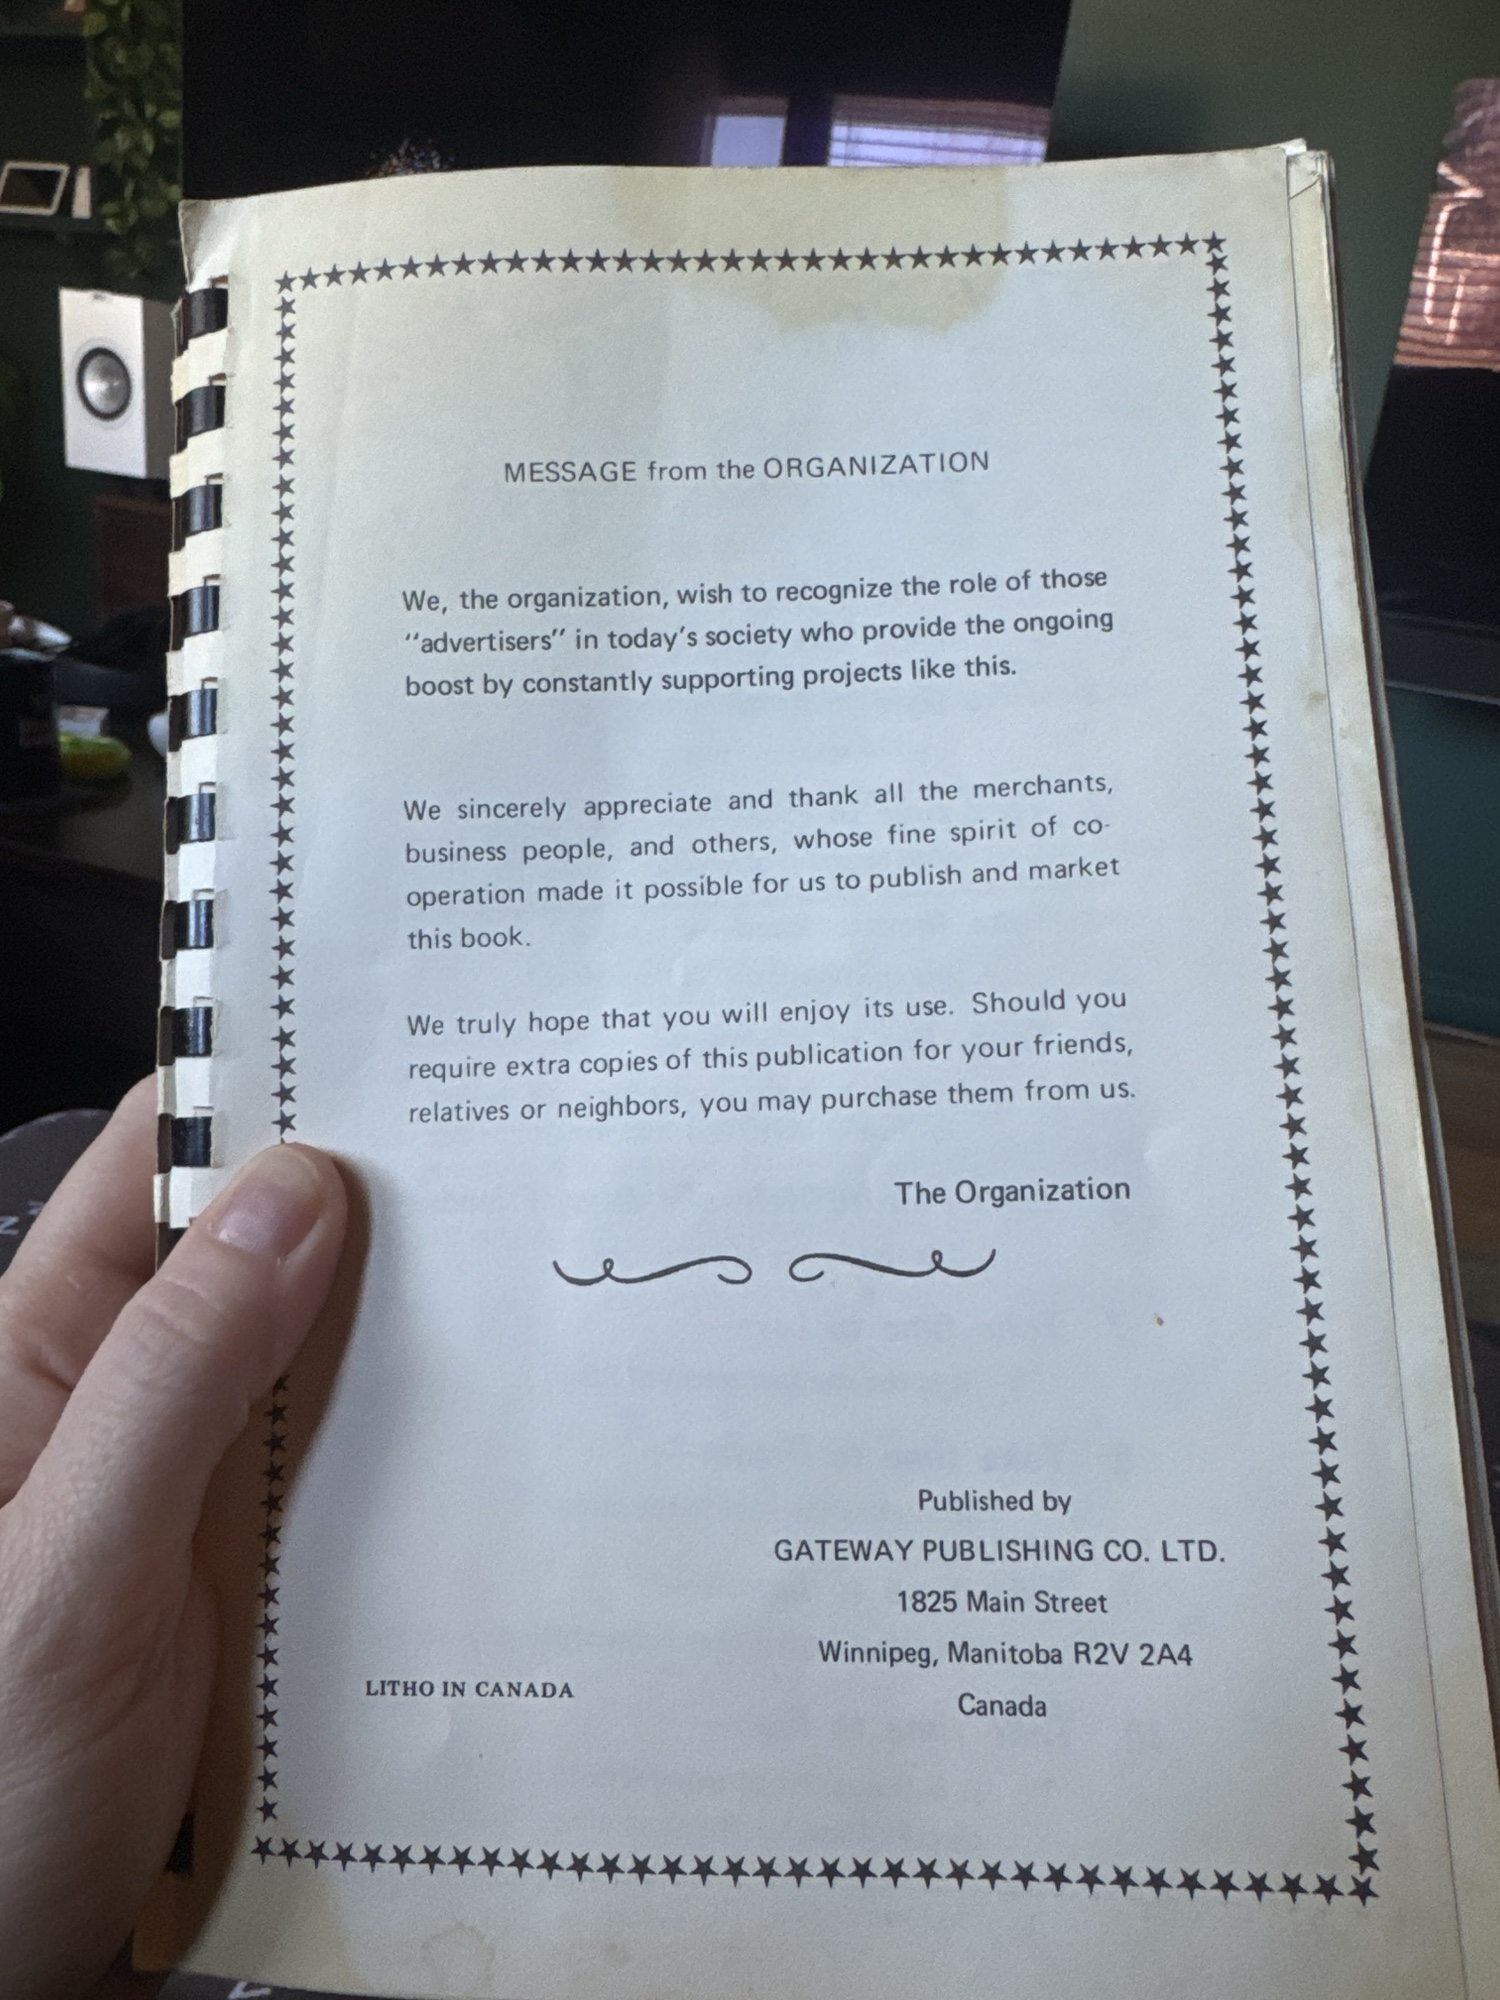 MESSAGE from the ORGANIZATION
We, the organization, wish to recognize the role of those
‘‘advertisers’’ in today's society who provide the ongoing
boost by constantly supporting projects like this.
We sincerely appreciate and thank all the merchants,
business people, and others, whose fine spirit of co-
operation made it possible for us to publish and market
this book.
We truly hope that you will enjoy its use. Should you
require extra copies of this publication for your friends,
relatives or neighbors, you may purchase them from us.
The Organization
Published by
GATEWAY PUBLISHING CO. LTD.
1825 Main Street
Winnipeg, Manitoba R2V 2A4
Canada
LITHO IN CANADA